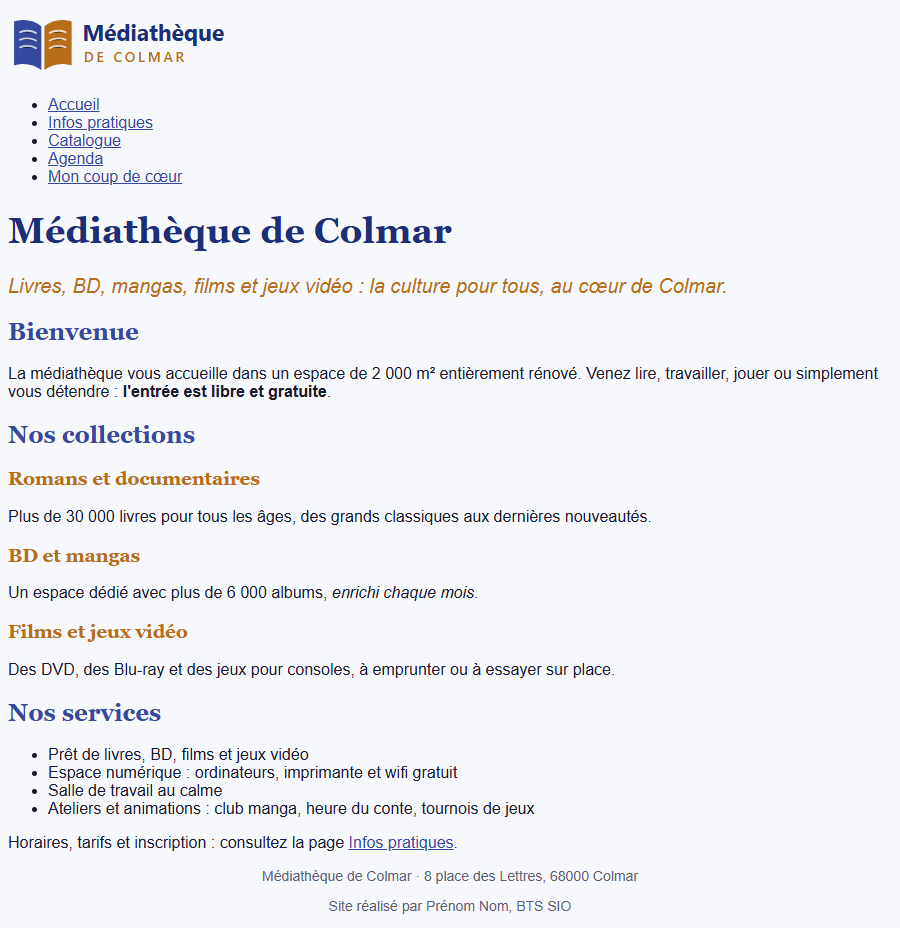 Médiathèque
DE COLMAR
Accueil
Infos pratiques
Catalogue
Agenda
Mon coup de cœur
Médiathèque de Colmar
Livres, BD, mangas, films et jeux vidéo : la culture pour tous, au cœur de Colmar.
Bienvenue
La médiathèque vous accueille dans un espace de 2 000 m² entièrement rénové. Venez lire, travailler, jouer ou simplement
vous détendre : l'entrée est libre et gratuite.
Nos collections
Romans et documentaires
Plus de 30 000 livres pour tous les âges, des grands classiques aux dernières nouveautés.
BD et mangas
Un espace dédié avec plus de 6 000 albums, enrichi chaque mois.
Films et jeux vidéo
Des DVD, des Blu-ray et des jeux pour consoles, à emprunter ou à essayer sur place.
Nos services
Prêt de livres, BD, films et jeux vidéo
Espace numérique : ordinateurs, imprimante et wifi gratuit
Salle de travail au calme
Ateliers et animations : club manga, heure du conte, tournois de jeux
Horaires, tarifs et inscription : consultez la page Infos pratiques.
Médiathèque de Colmar · 8 place des Lettres, 68000 Colmar
Site réalisé par Prénom Nom, BTS SIO